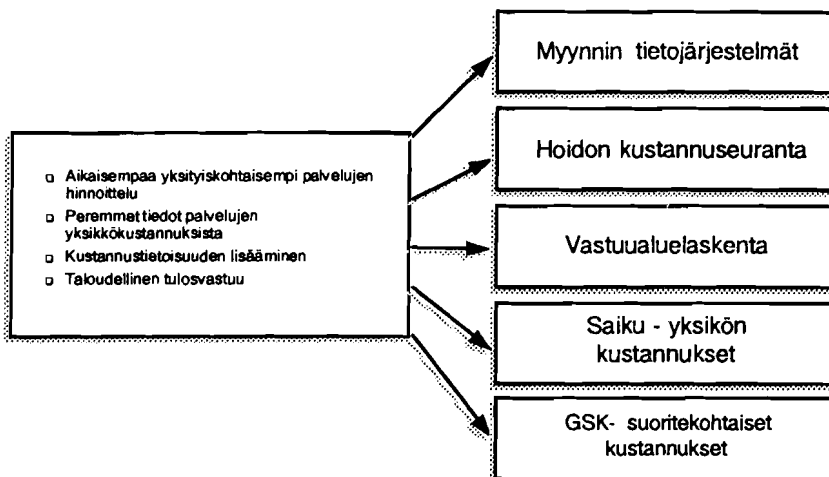 Myynnin tietojärjestelmät
Hoidon kustannuseuranta
Vastuualuelaskenta
Saiku - yksikön
kustannukset
GSK- suoritekohtaiset
kustannukset
Aikaisempaa yksityiskohtaisempi palvelujen
hinnoittelu
Peremmat tiedot palvelujen
yksikkökustannuksista
Kustannustietoisuuden lisääminen
Taloudellinen tulosvastuu